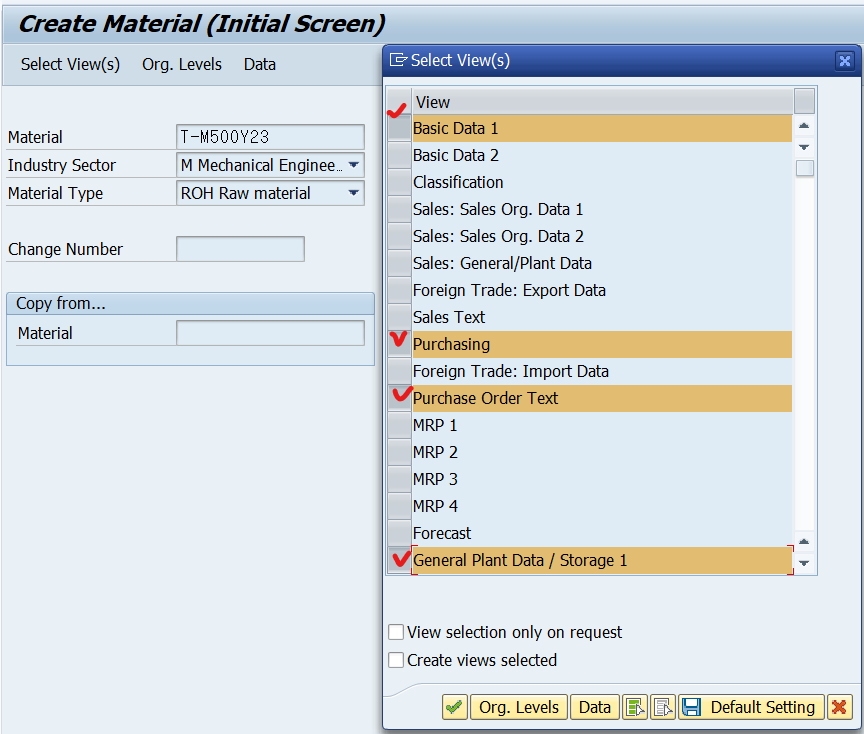 Create Material (Initial Screen)
Select View(s) Org. Levels Data
Material T-M500Y23
Industry Sector M Mechanical Enginee…
Material Type ROH Raw material
Change Number
Copy from...
Material
Select View(s)
View
Basic Data 1
Basic Data 2
Classification
Sales: Sales Org. Data 1
Sales: Sales Org. Data 2
Sales: General/Plant Data
Foreign Trade: Export Data
Sales Text
Purchasing
Foreign Trade: Import Data
Purchase Order Text
MRP 1
MRP 2
MRP 3
MRP 4
Forecast
General Plant Data / Storage 1
View selection only on request
Create views selected
Org. Levels Data Default Setting